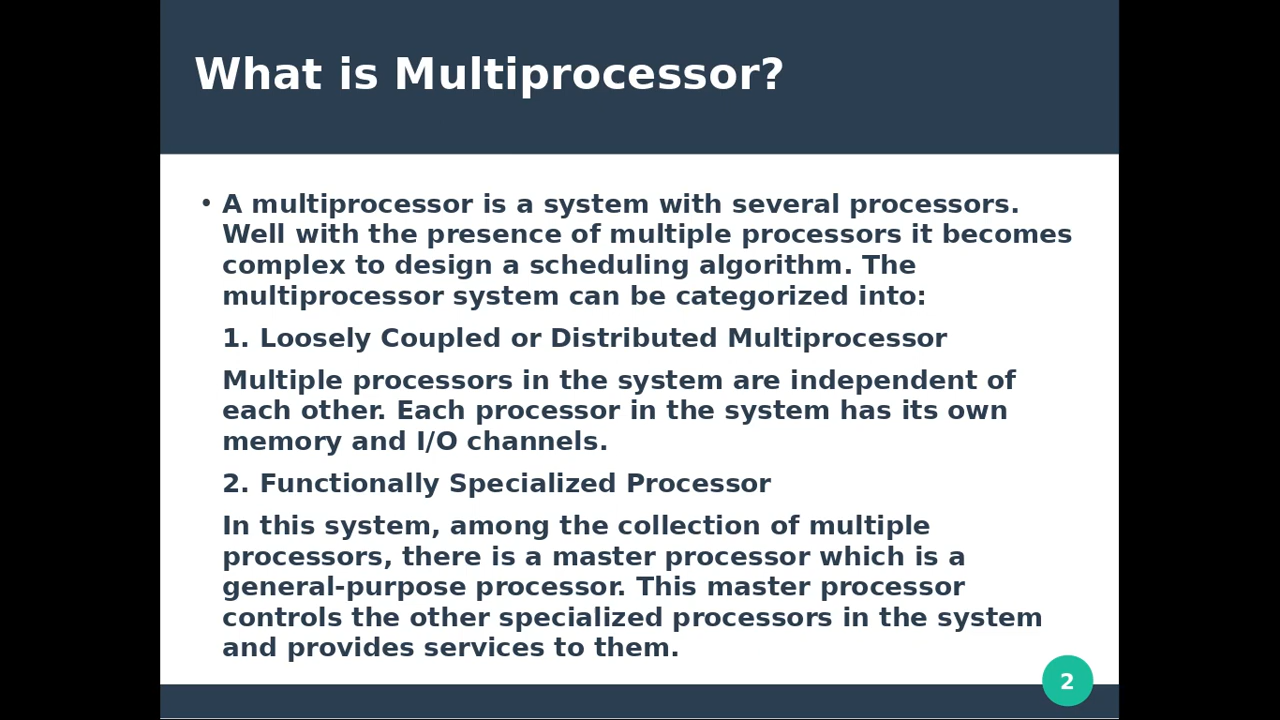 What is Multiprocessor?
• A multiprocessor is a system with several processors.
Well with the presence of multiple processors it becomes
complex to design a scheduling algorithm. The
multiprocessor system can be categorized into:
1. Loosely Coupled or Distributed Multiprocessor
Multiple processors in the system are independent of
each other. Each processor in the system has its own
memory and I/O channels.
2. Functionally Specialized Processor
In this system, among the collection of multiple
processors, there is a master processor which is a
general-purpose processor. This master processor
controls the other specialized processors in the system
and provides services to them.
2